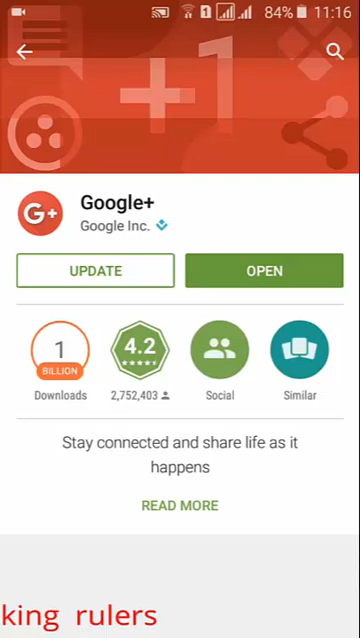 1 84% 11:16
+1
G+
Google+
Google Inc.
UPDATE OPEN
1
BILLION
4.2
Downloads 2,752,403 Social Similar
Stay connected and share life as it
happens
READ MORE
king rulers